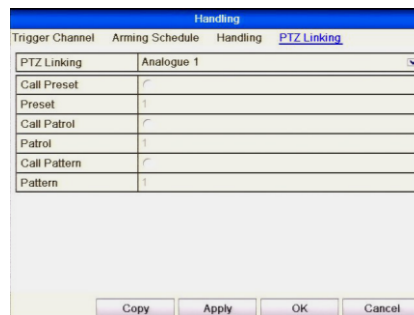 Handling
Trigger Channel Arming Schedule Handling PTZ Linking
PTZ Linking Analogue 1
Call Preset
Preset 1
Call Patrol
Patrol 1
Call Pattern
Pattern 1
Copy Apply OK Cancel